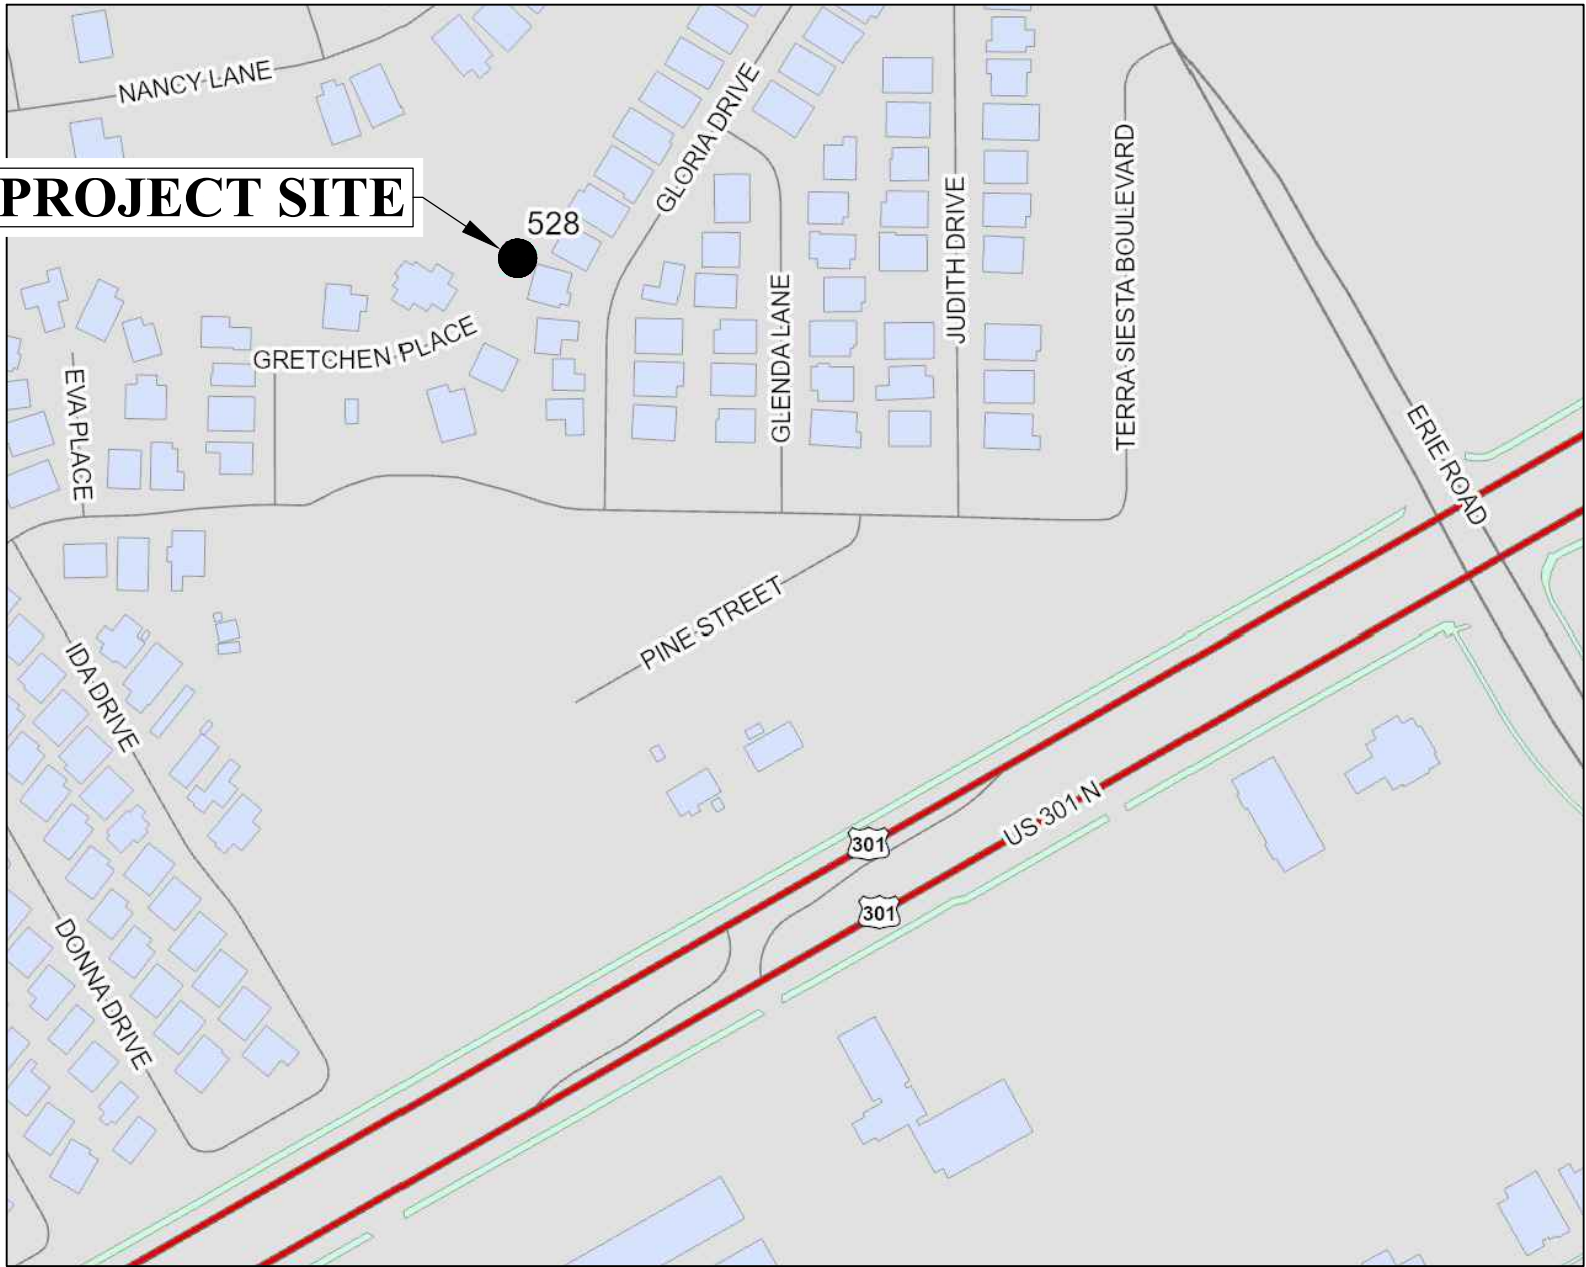 NANCY LANE
GLORIA DRIVE
PROJECT SITE
528
JUDITH DRIVE
TERRA SIESTA BOULEVARD
GLENDA LANE
GRETCHEN PLACE
EVA PLACE
ERIE ROAD
PINE STREET
IDA DRIVE
US 301 N
301
301
DONNA DRIVE